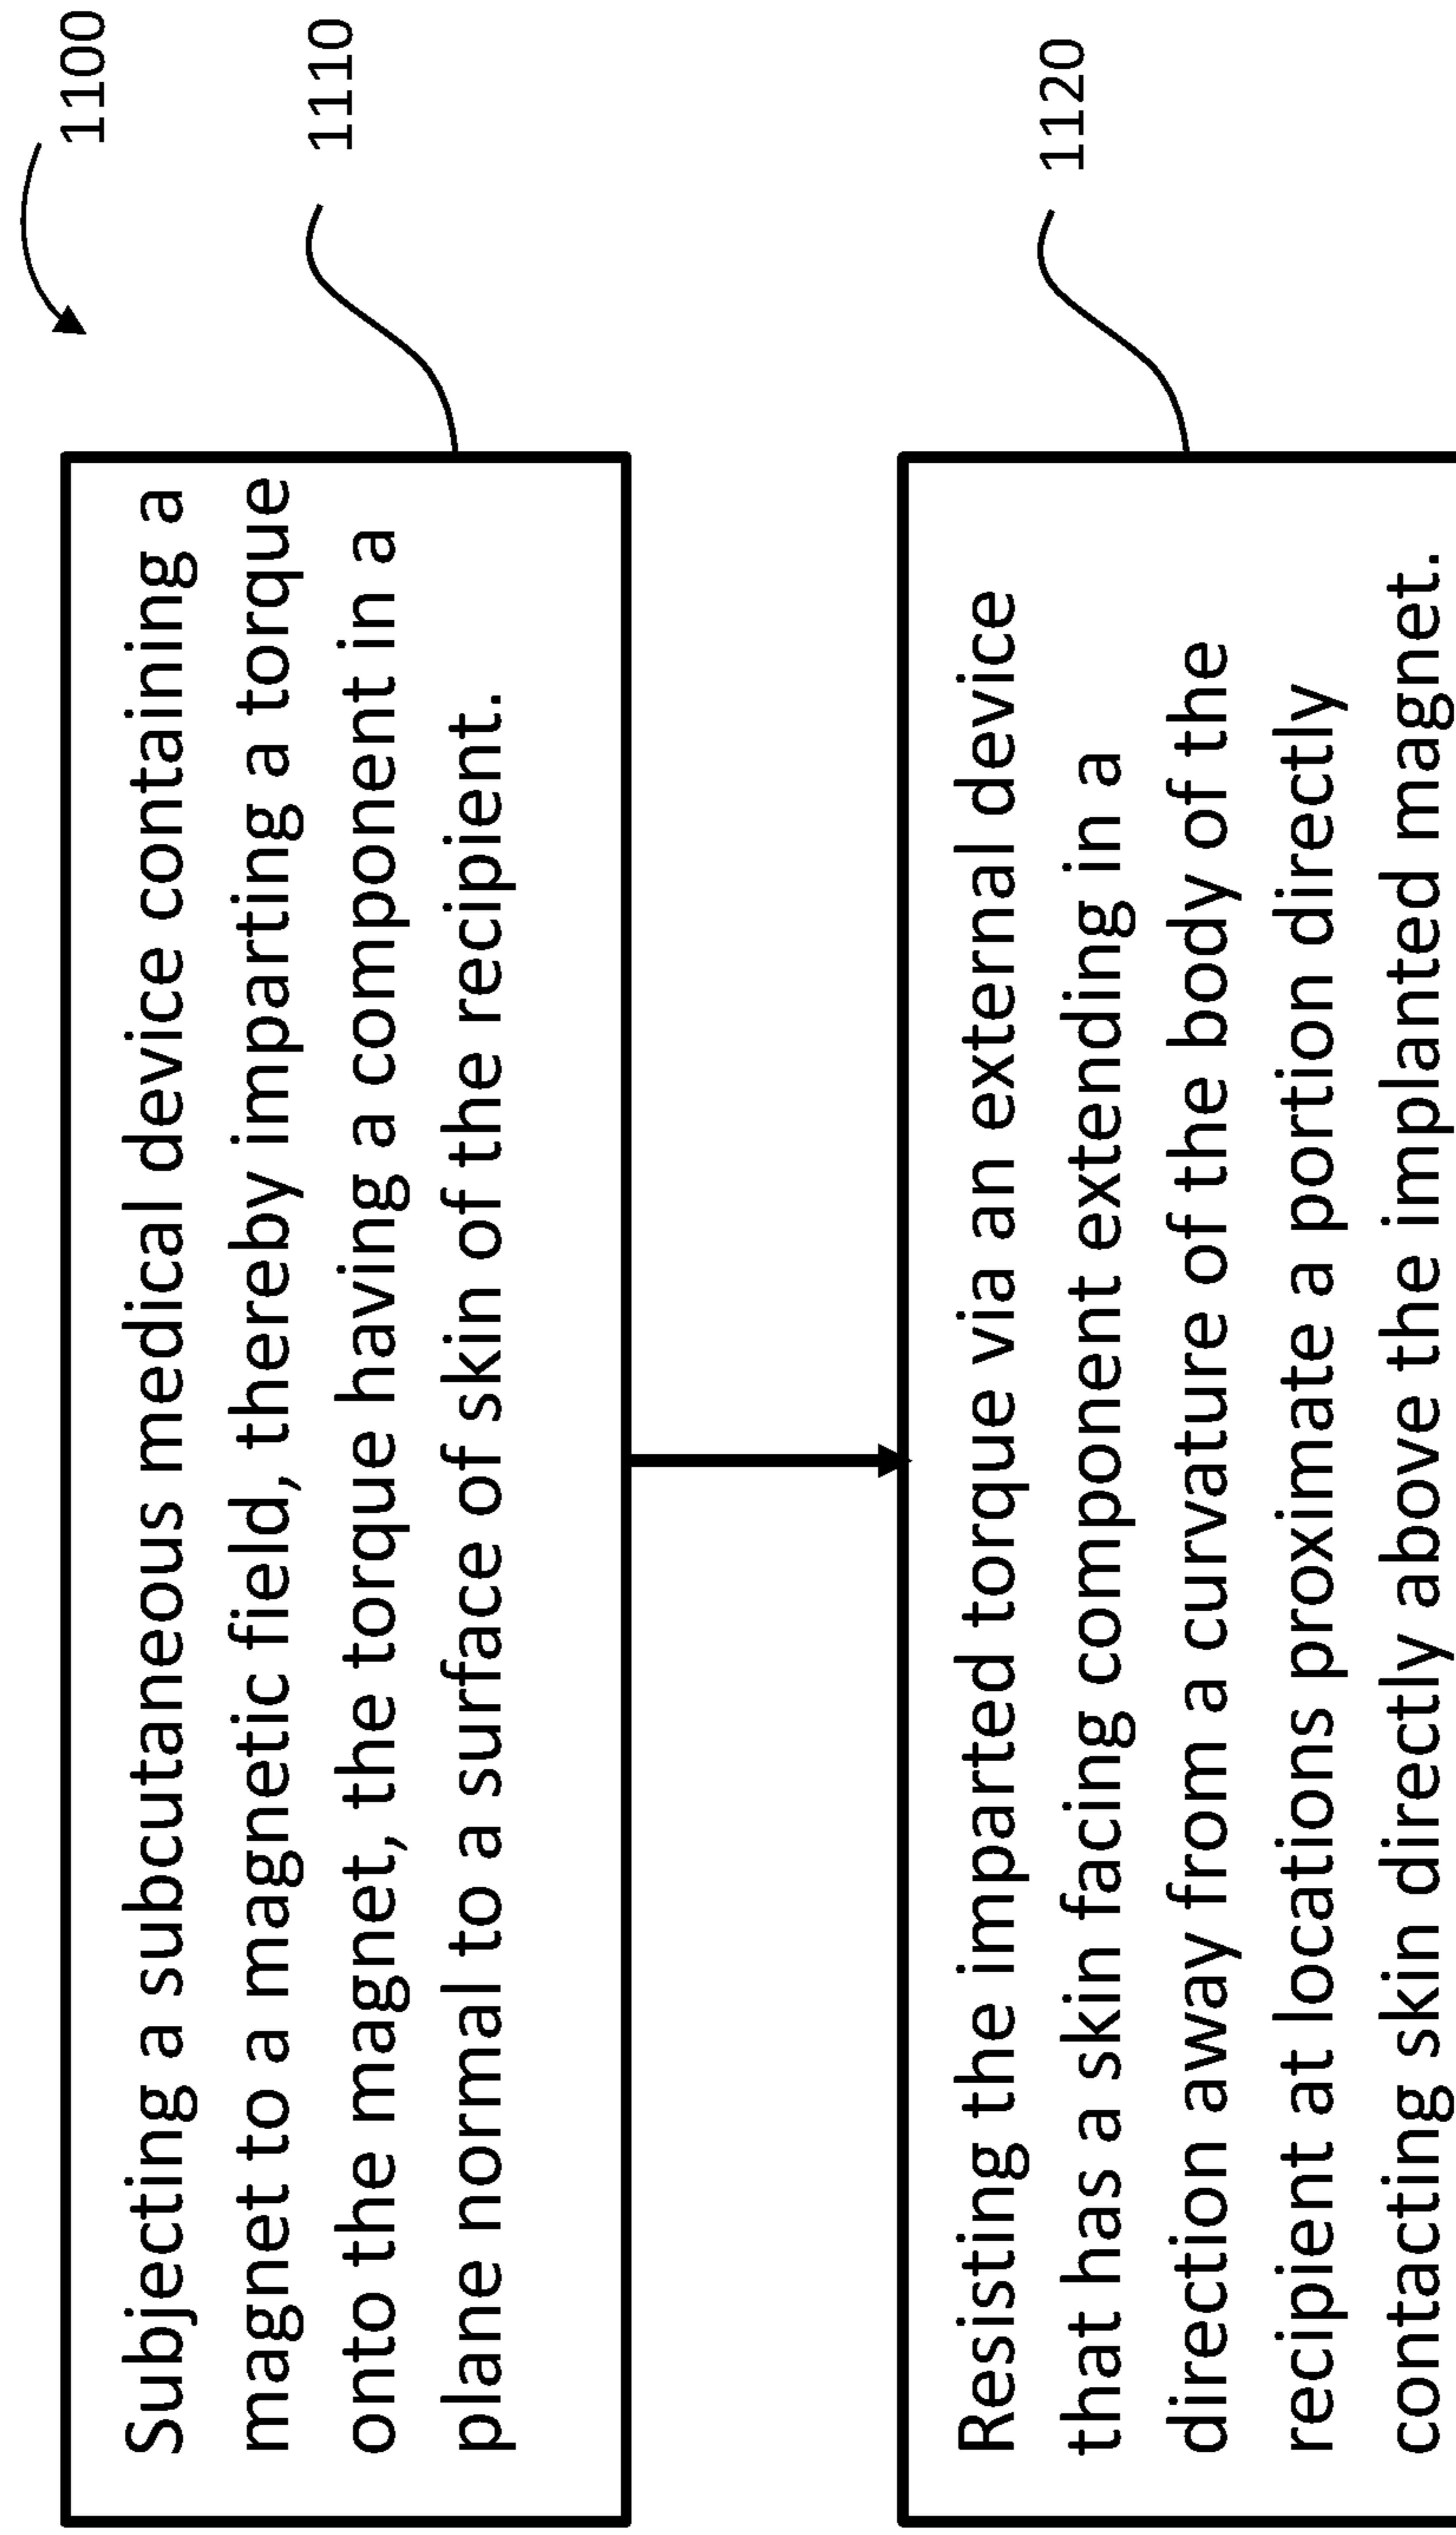 1100
1110
Subjecting a subcutaneous medical device containing a
magnet to a magnetic field, thereby imparting a torque
onto the magnet, the torque having a component in a
plane normal to a surface of skin of the recipient.
1120
Resisting the imparted torque via an external device
that has a skin facing component extending in a
direction away from a curvature of the body of the
recipient at locations proximate a portion directly
contacting skin directly above the implanted magnet.